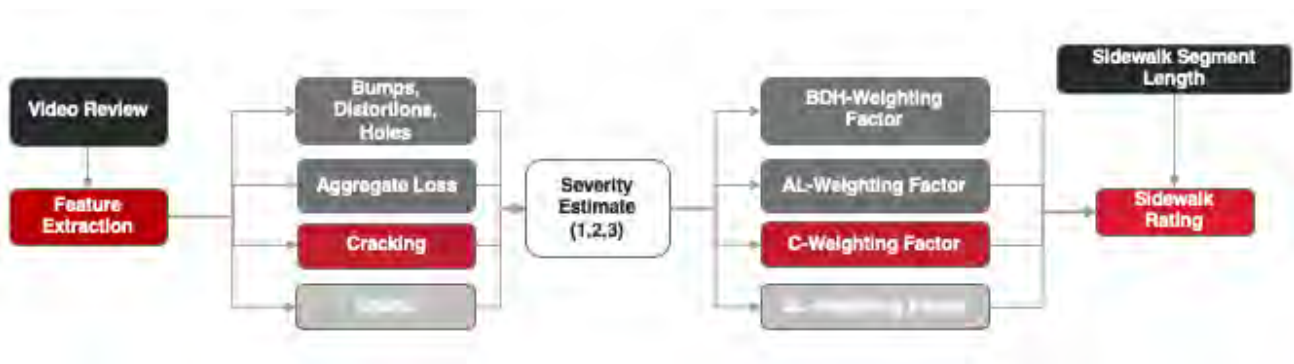 Sidewalk Segment
Length
Video Review
Bumps,
Distortions,
Holes
BDH-Weighting
Factor
Aggregate Loss
Severity
Estimate
(1,2,3)
AL-Weighting Factor
Feature
Extraction
Sidewalk
Rating
Cracking
C-Weighting Factor